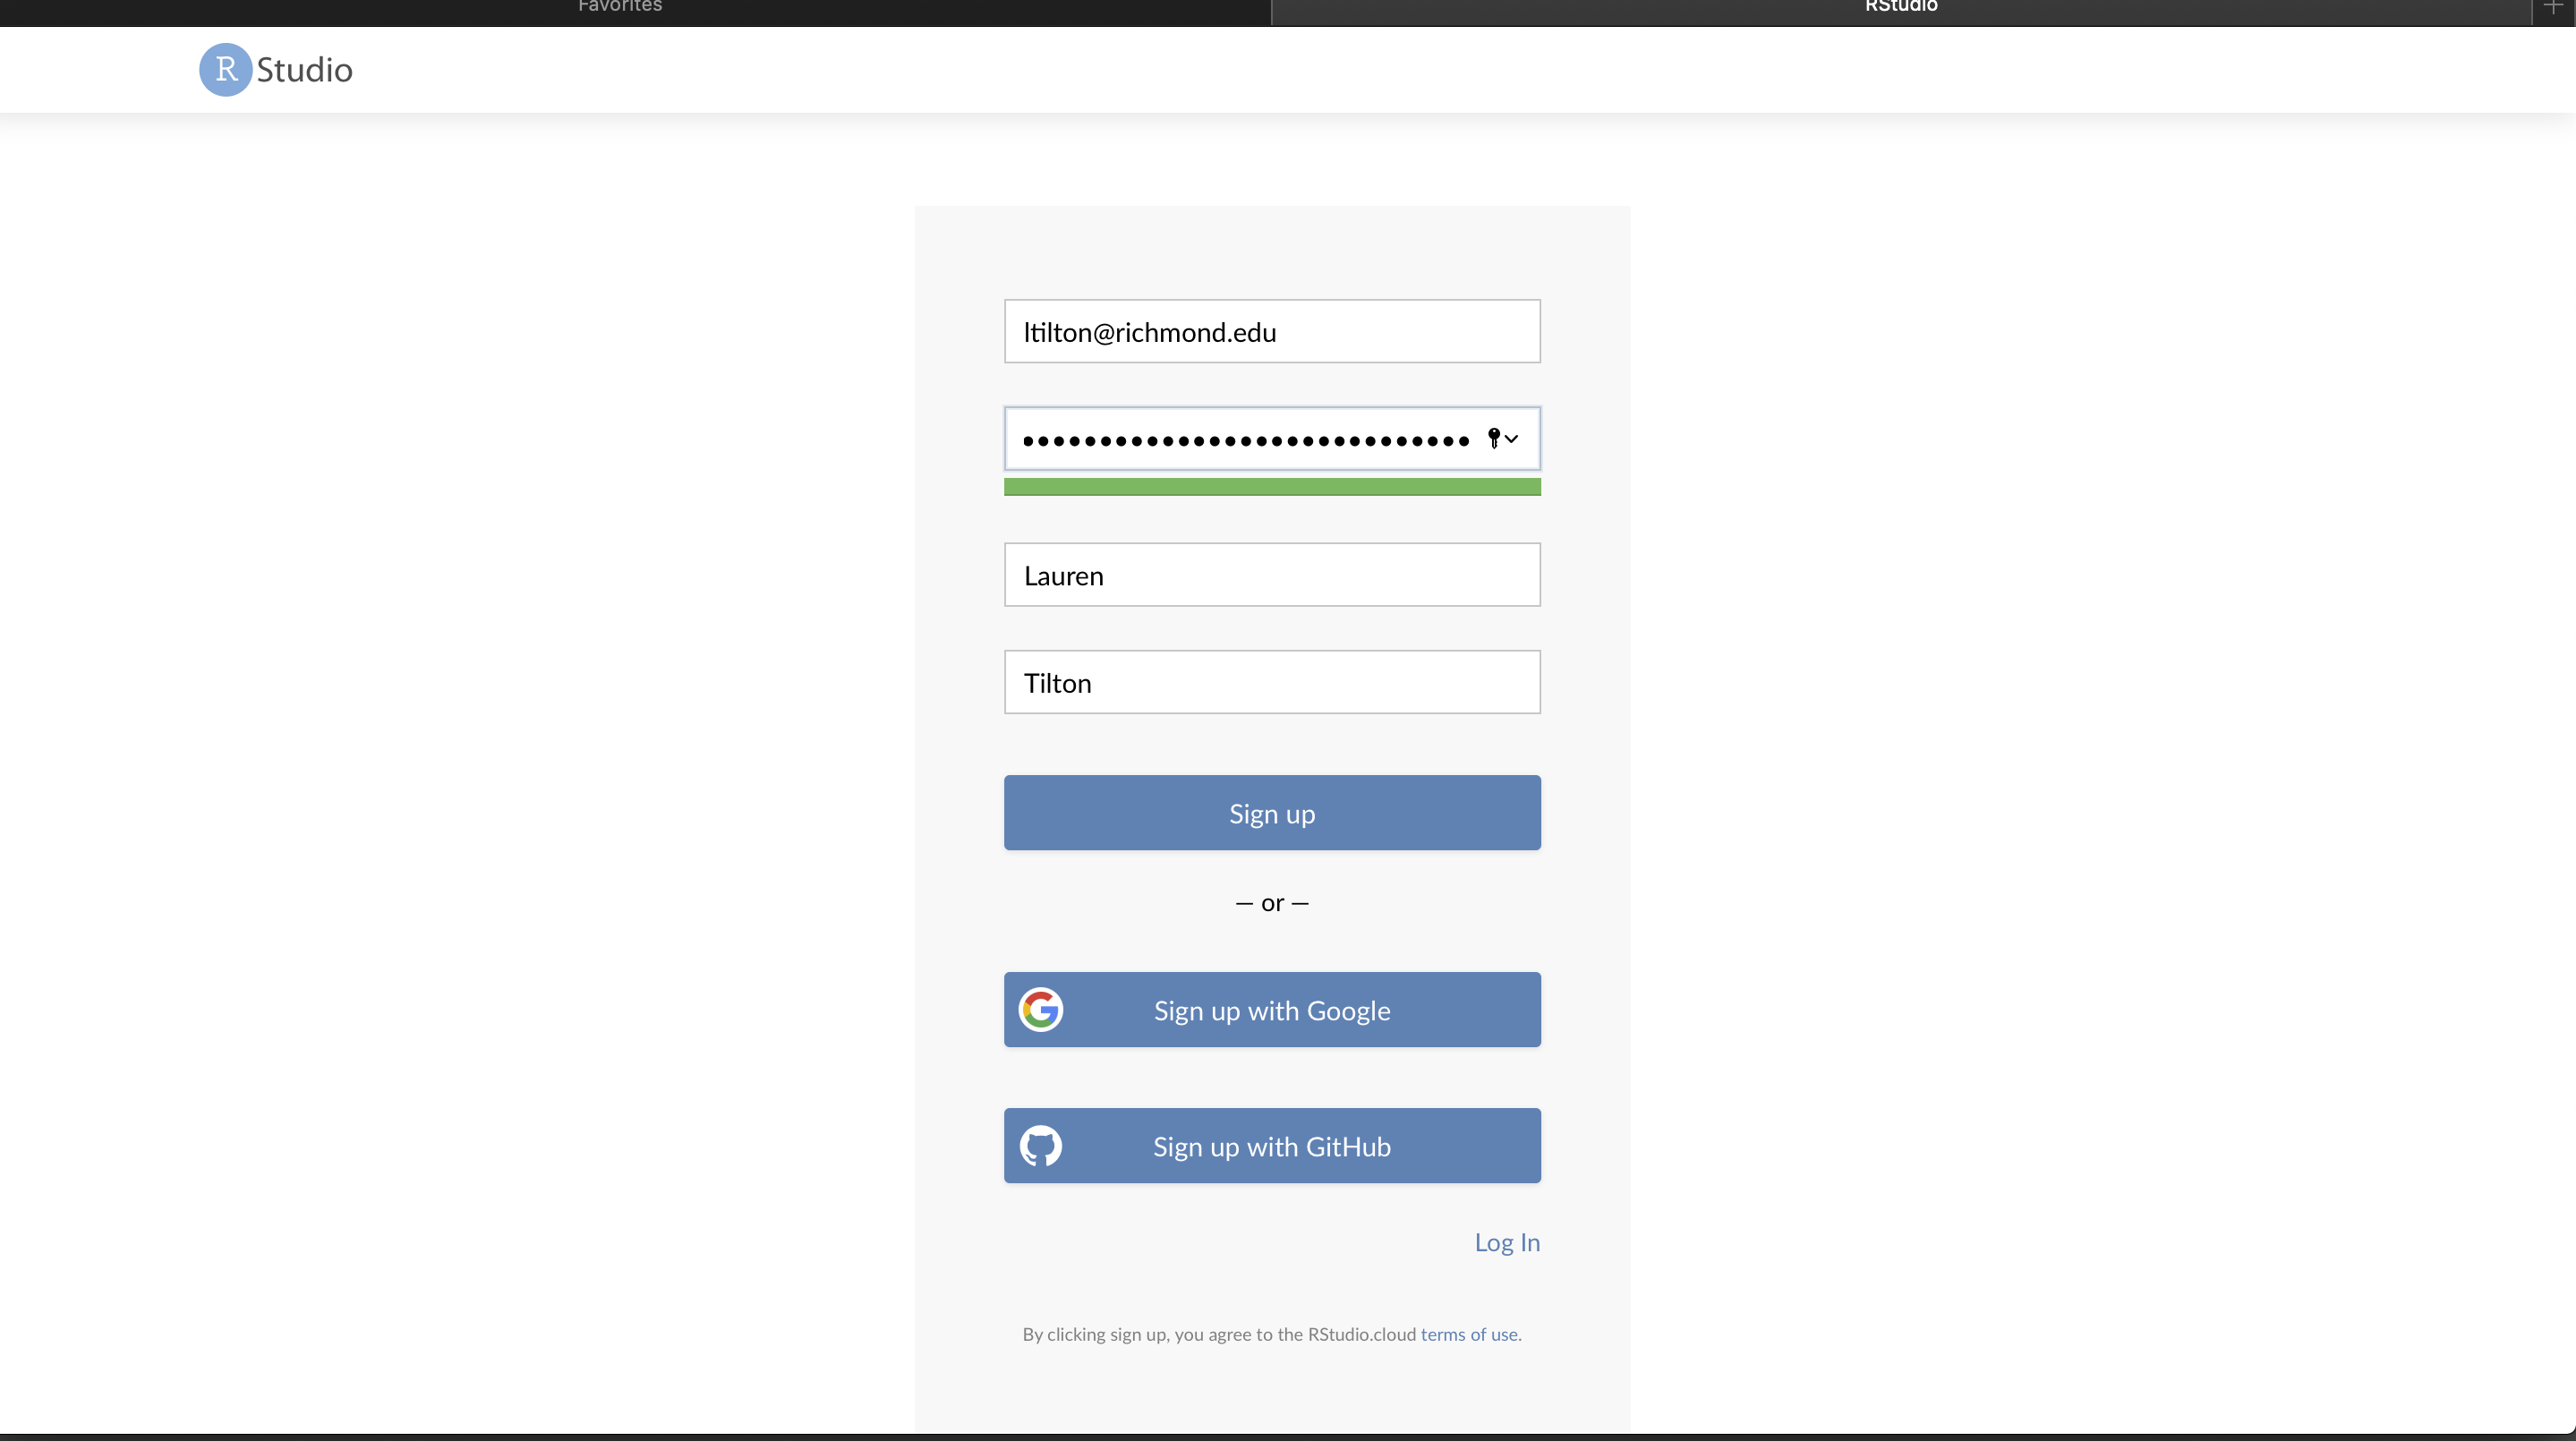 Favorites
RStudio
R Studio
ltilton@richmond.edu
Lauren
Tilton
Sign up
— or —
Sign up with Google
Sign up with GitHub
Log In
By clicking sign up, you agree to the RStudio.cloud terms of use.